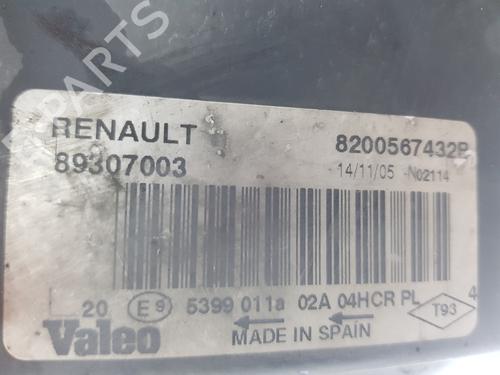 PARTS
RENAULT 8200567432B
89307003 14/11/05 -N02114
20 E9 5399 011a 02A 04HCR PL T93 4
Valeo MADE IN SPAIN